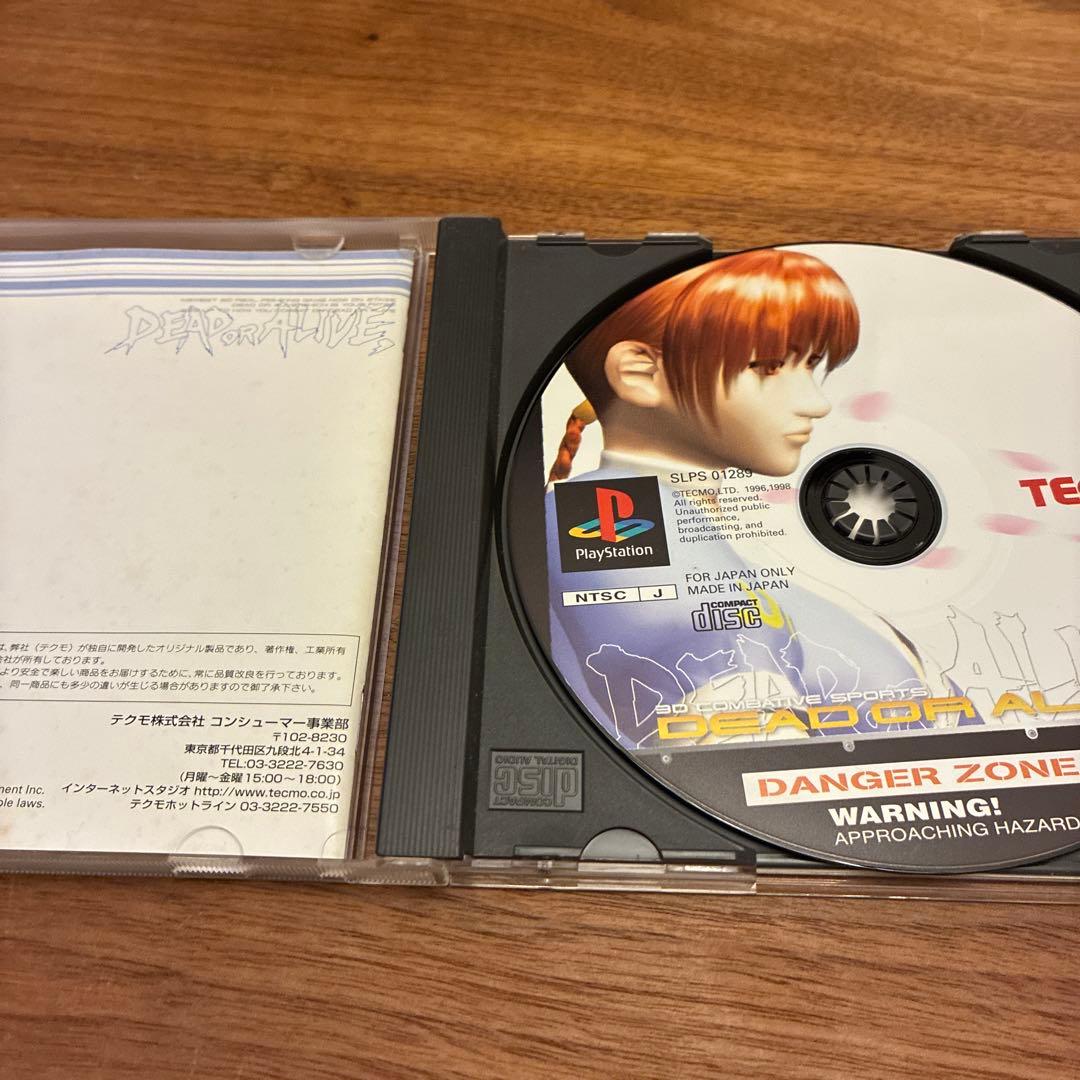 DEAD OR ALIVE
は、弊社（テクモ）が独自に開発したオリジナル製品であり、著作権、工業所有
会社が所有しております。
より安全で楽しい商品をお届けするために、常に品質改良を行っております。
、同一商品にも多少の違いが生じる場合がありますので御了承下さい。
テクモ株式会社 コンシューマー事業部
〒102-8230
東京都千代田区九段北4-1-34
TEL:03-3222-7630
(月曜〜金曜15:00〜18:00)
ment Inc. インターネットスタジオ http://www.tecmo.co.jp
ble laws. テクモホットライン 03-3222-7550
COMPACT
disc
DIGITAL AUDIO
SLPS 01289
©TECMO,LTD. 1996,1998
All rights reserved.
Unauthorized public
performance,
broadcasting, and
duplication prohibited.
PlayStation
FOR JAPAN ONLY
MADE IN JAPAN
NTSC J
COMPACT
disc
TE
DEAD OR ALIV
3D COMBATIVE SPORTS
DEAD OR AL
DANGER ZONE
WARNING!
APPROACHING HAZARD